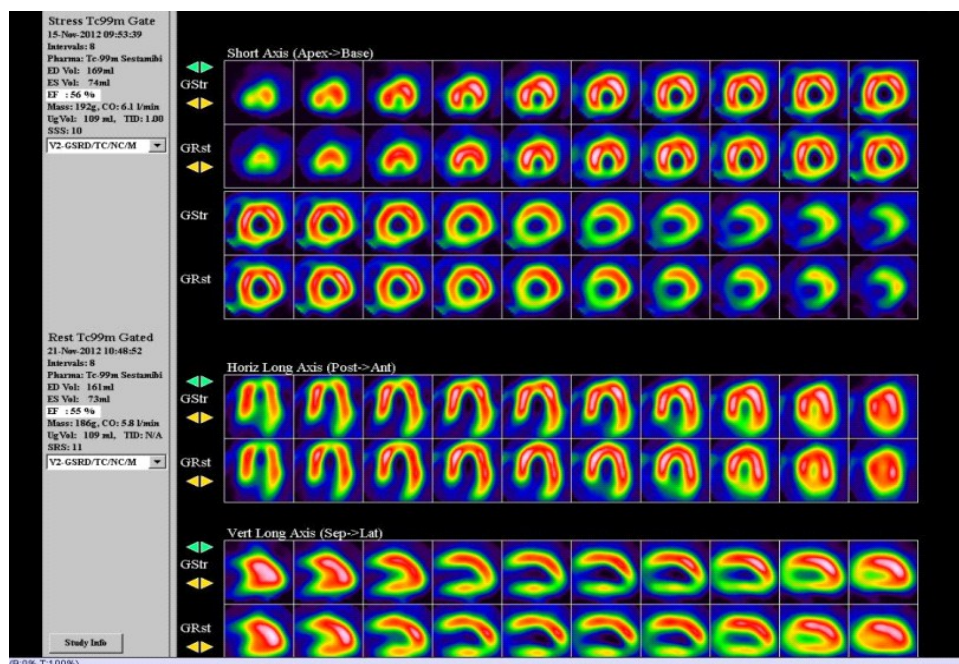 Stress Tc99m Gate
15-Nov-2012 09:53:39
Intervals: 8
Pharma: Tc-99m Sestamibi
ED Vol: 169ml
ES Vol: 74ml
EF : 56 %
Mass: 192g, CO: 6.1 l/min
UgVol: 109 ml, TID: 1.00
SSS: 10
V2-GSRD/TC/NC/M
Short Axis (Apex->Base)
GStr
GRst
GStr
GRst
Rest Tc99m Gated
21-Nov-2012 10:48:52
Intervals: 8
Pharma: Tc-99m Sestamibi
ED Vol: 161ml
ES Vol: 73ml
EF : 55 %
Mass: 186g, CO: 5.8 l/min
UgVol: 109 ml, TID: N/A
SRS: 11
V2-GSRD/TC/NC/M
Horiz Long Axis (Post->Ant)
GStr
GRst
Vert Long Axis (Sep->Lat)
GStr
GRst
Study Info
(B:0% T:100%)